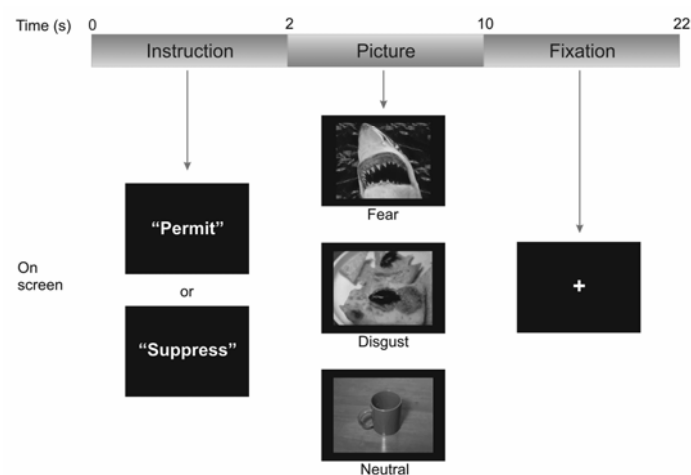 Time (s) 0 2 10 22
Instruction Picture Fixation
“Permit”
Fear
On
screen
or
+
“Suppress”
Disgust
Neutral